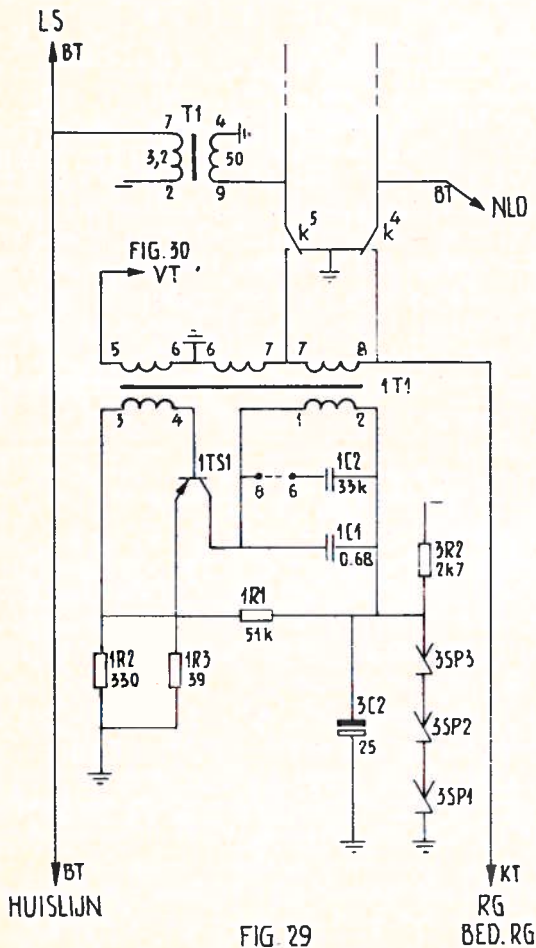 LS
BT
T1
7 4
3,2 50
2 9
BT
NLD
k5 k4
FIG. 30
VT
5 6 6 7 7 8
1T1
3 4 1 2
1TS1
1C2
8 6
33k
1C1
0.68
3R2
2k7
1R1
51k
1R2
330
1R3
39
3SP3
3C2
25
3SP2
3SP1
BT
HUISLIJN
KT
RG
BED. RG
FIG. 29